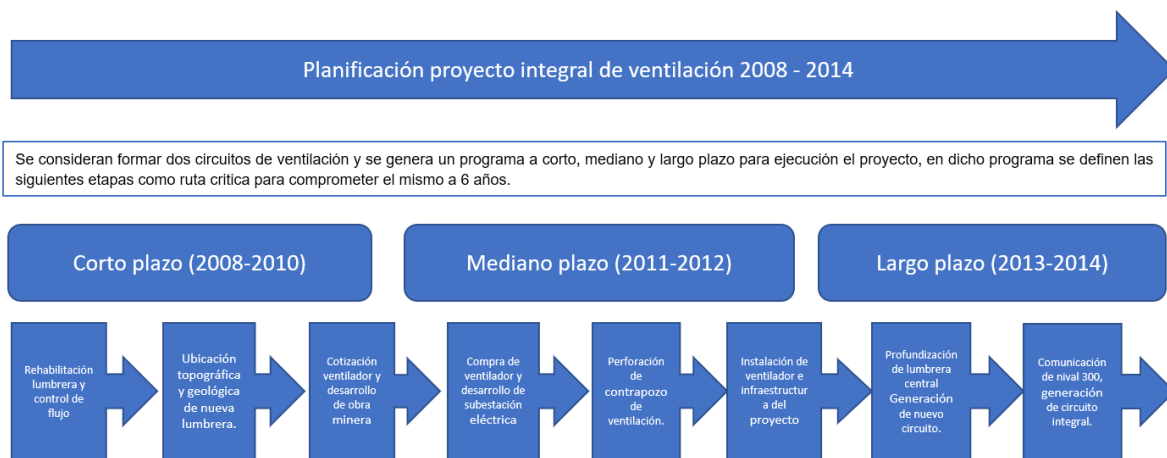 Planificación proyecto integral de ventilación 2008 - 2014
Se consideran formar dos circuitos de ventilación y se genera un programa a corto, mediano y largo plazo para ejecución el proyecto, en dicho programa se definen las
siguientes etapas como ruta critica para comprometer el mismo a 6 años.
Corto plazo (2008-2010)
Mediano plazo (2011-2012)
Largo plazo (2013-2014)
Rehabilitación
lumbrera y
control de
flujo
Ubicación
topográfica
y geológica
de nueva
lumbrera.
Cotización
ventilador y
desarrollo
de obra
minera
Compra de
ventilador y
desarrollo de
subestación
eléctrica
Perforación
de
contrapozo
de
ventilación.
Instalación de
ventilador e
infraestructur
a del
proyecto
Profundización
de lumbrera
central
Generación
de nuevo
circuito.
Comunicación
de nival 300,
generación
de circuito
integral.